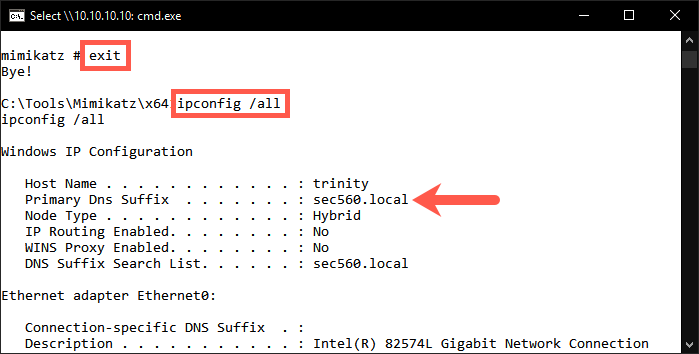 Select \\10.10.10.10: cmd.exe
mimikatz # exit
Bye!
C:\Tools\Mimikatz\x64>ipconfig /all
ipconfig /all
Windows IP Configuration
Host Name . . . . . . . . . . . . : trinity
Primary Dns Suffix  . . . . . . . : sec560.local
Node Type . . . . . . . . . . . . : Hybrid
IP Routing Enabled. . . . . . . . : No
WINS Proxy Enabled. . . . . . . . : No
DNS Suffix Search List. . . . . . : sec560.local
Ethernet adapter Ethernet0:
Connection-specific DNS Suffix  . :
Description . . . . . . . . . . . : Intel(R) 82574L Gigabit Network Connection